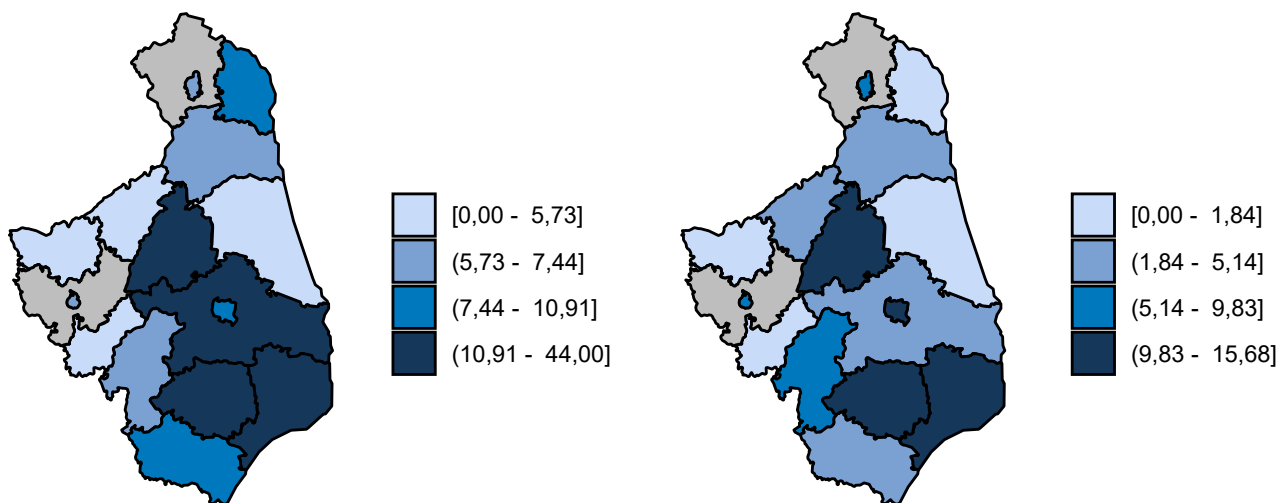 [0,00 - 5,73]
(5,73 - 7,44]
(7,44 - 10,91]
(10,91 - 44,00]
[0,00 - 1,84]
(1,84 - 5,14]
(5,14 - 9,83]
(9,83 - 15,68]